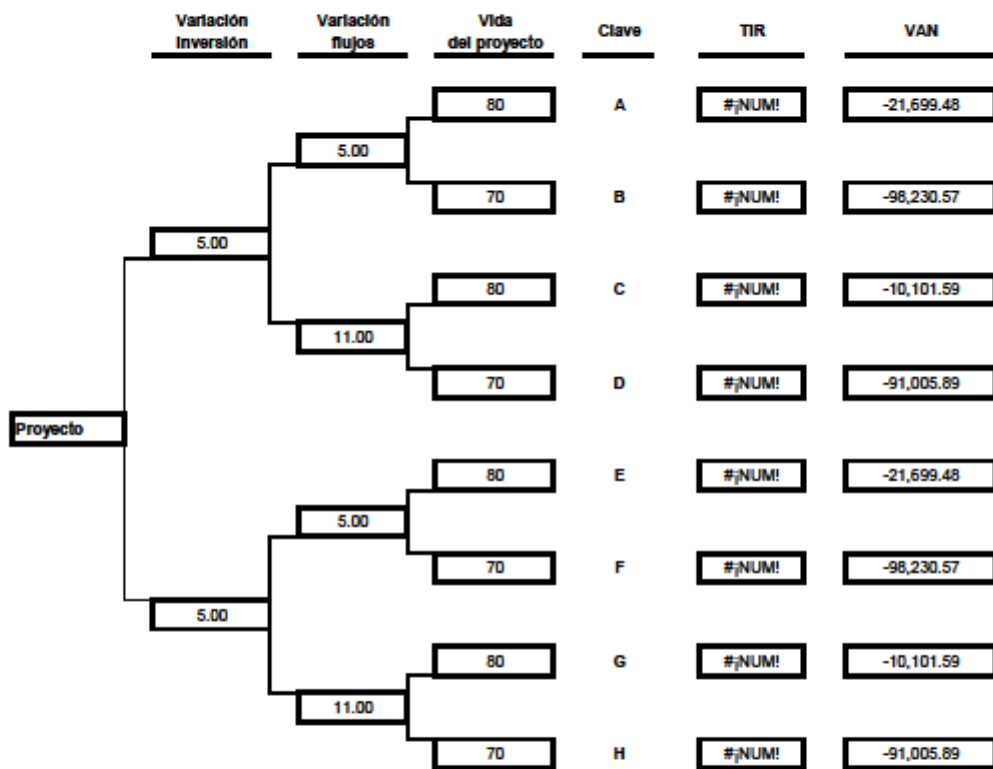 Variación Variación Vida Clave TIR VAN
Inversión flujos del proyecto
80 A #¡NUM! -21,699.48
5.00
70 B #¡NUM! -98,230.57
5.00
80 C #¡NUM! -10,101.59
11.00
70 D #¡NUM! -91,005.89
Proyecto
80 E #¡NUM! -21,699.48
5.00
70 F #¡NUM! -98,230.57
5.00
80 G #¡NUM! -10,101.59
11.00
70 H #¡NUM! -91,005.89